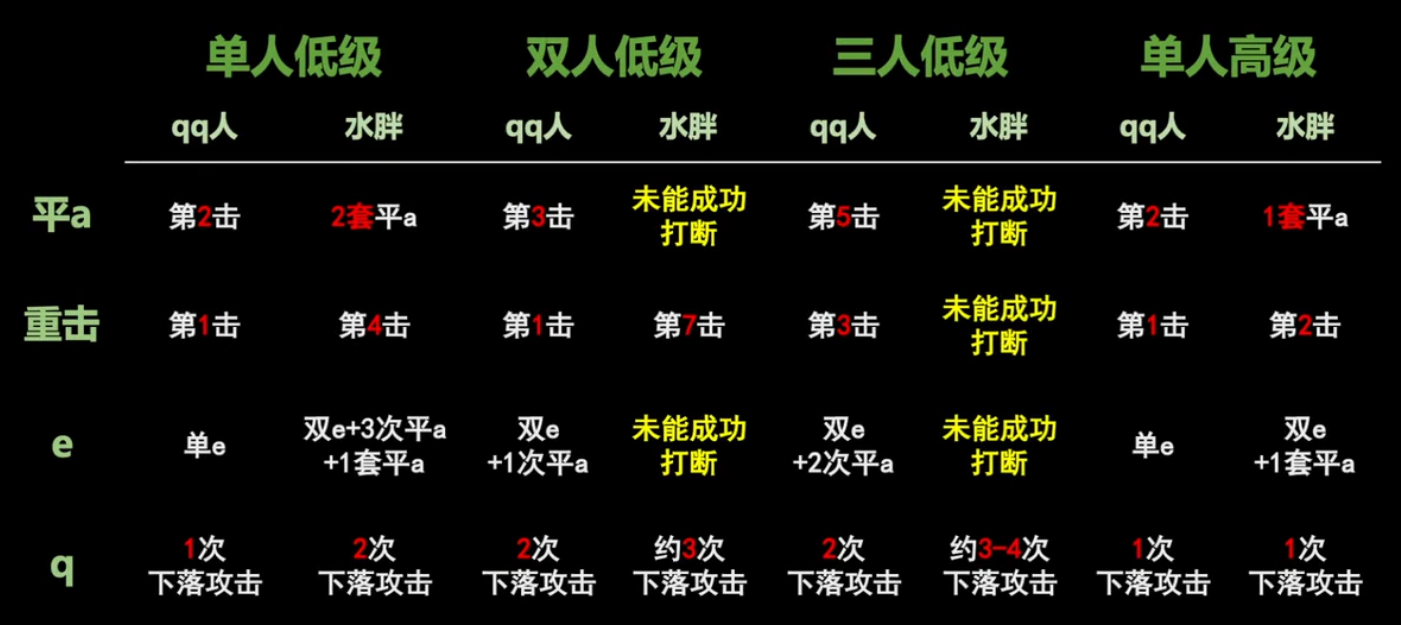 单人低级 双人低级 三人低级 单人高级
qq人 水胖 qq人 水胖 qq人 水胖 qq人 水胖
平a 第2击 2套平a 第3击 未能成功 第5击 未能成功 第2击 1套平a
打断 打断
重击 第1击 第4击 第1击 第7击 第3击 未能成功 第1击 第2击
打断
e 单e 双e+3次平a 双e 未能成功 双e 未能成功 单e 双e
+1套平a +1次平a 打断 +2次平a 打断 +1套平a
q 1次 2次 2次 约3次 2次 约3-4次 1次 1次
下落攻击 下落攻击 下落攻击 下落攻击 下落攻击 下落攻击 下落攻击 下落攻击